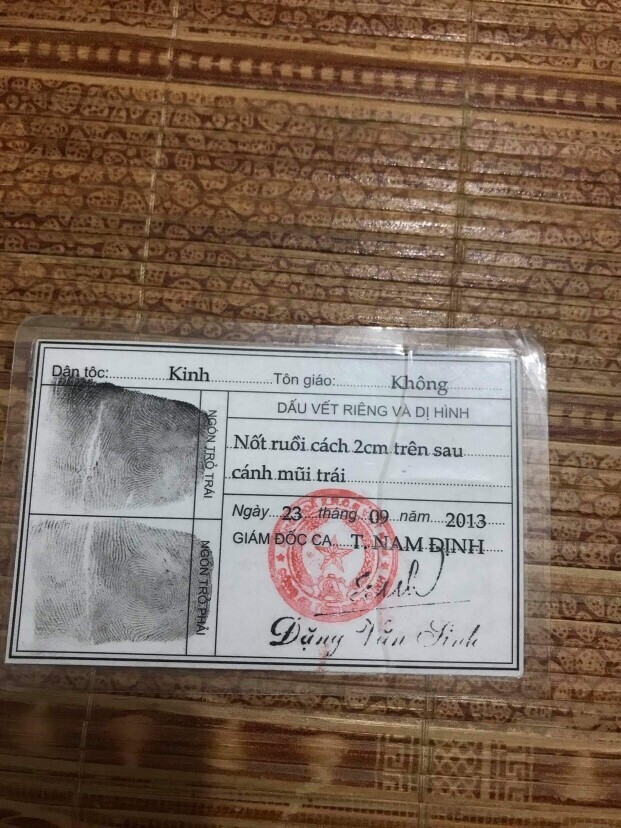 Dân tộc: Kinh Tôn giáo: Không
NGÓN TRỎ TRÁI
DẤU VẾT RIÊNG VÀ DỊ HÌNH
Nốt ruồi cách 2cm trên sau
cánh mũi trái
NGÓN TRỎ PHẢI
Ngày 23 tháng 09 năm 2013
GIÁM ĐỐC CA T. NAM ĐỊNH
Đặng Văn Sinh